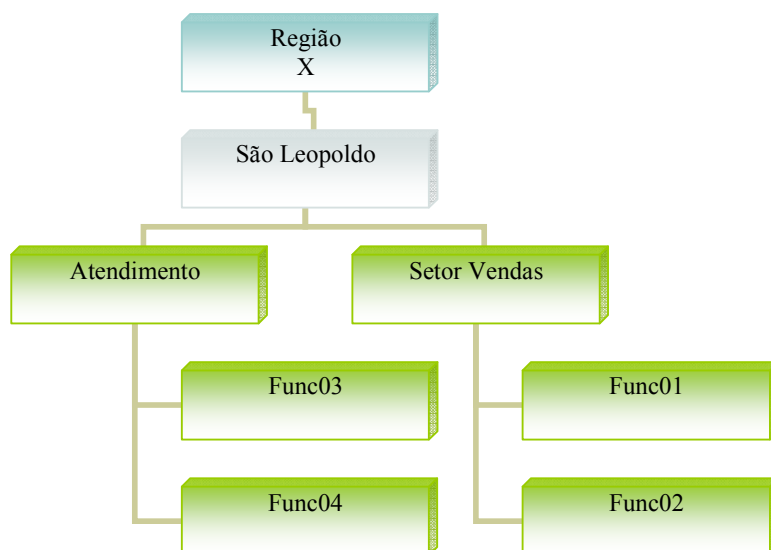 Região
X
São Leopoldo
Atendimento
Setor Vendas
Func03
Func01
Func04
Func02